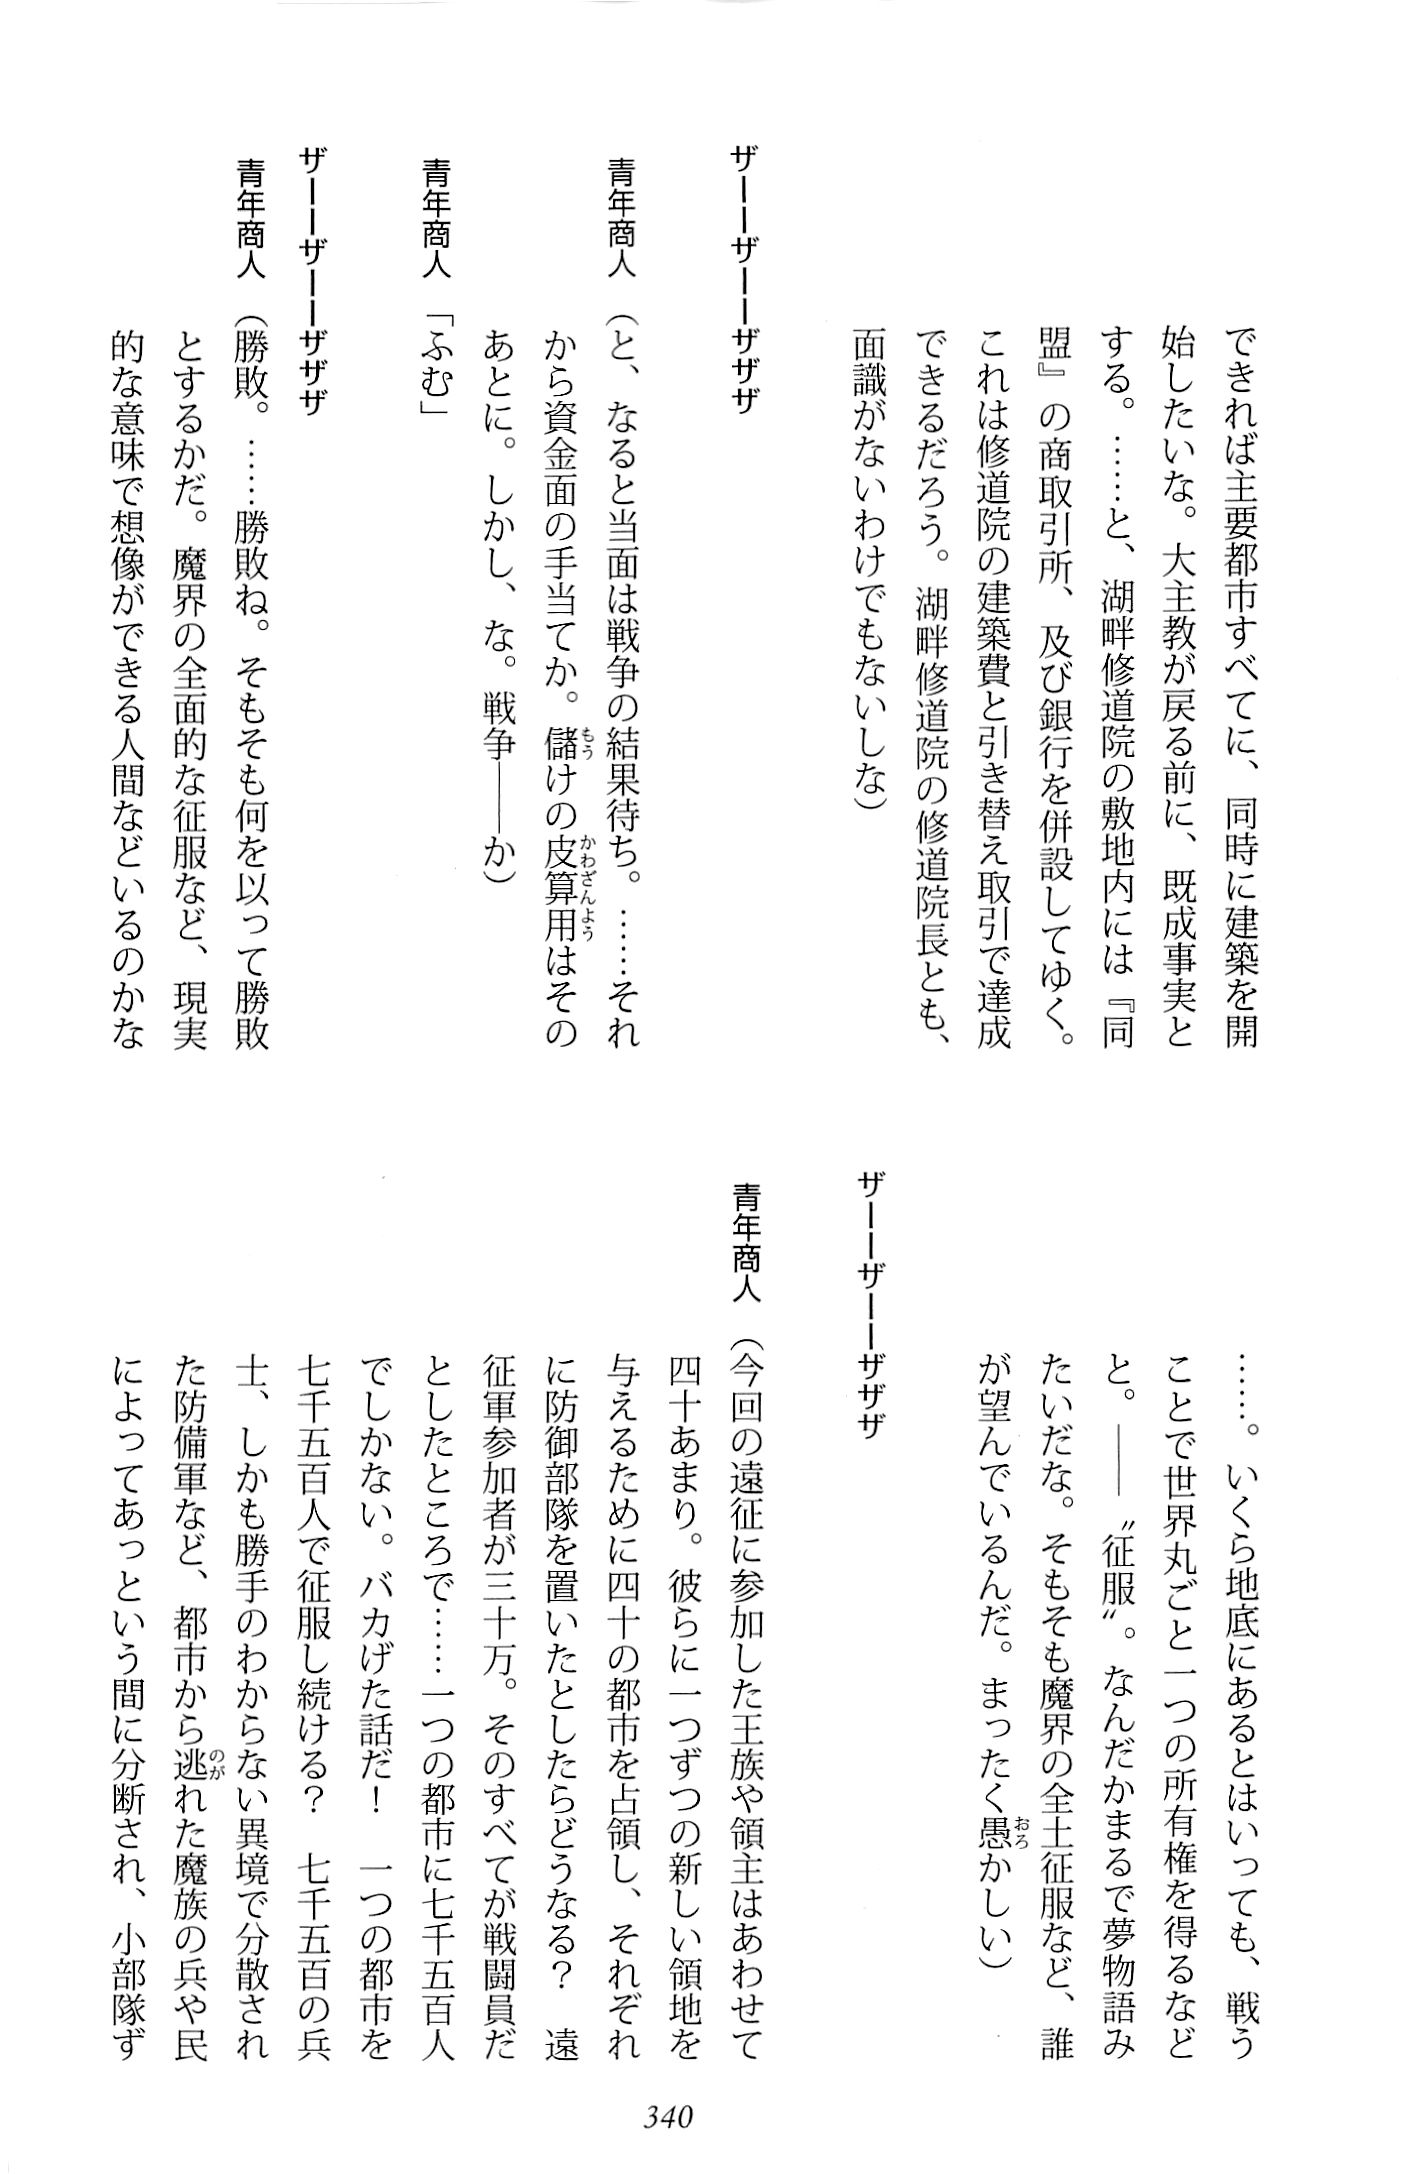 できれば主要都市すべてに、同時に建築を開
始したいな。大主教が戻る前に、既成事実と
する。……と、湖畔修道院の敷地内には『同
盟』の商取引所、及び銀行を併設してゆく。
これは修道院の建築費と引き替え取引で達成
できるだろう。湖畔修道院の修道院長とも、
面識がないわけでもないしな）
ザーーザーーザザザ
青年商人（と、なると当面は戦争の結果待ち。……それ
から資金面の手当てか。儲けの皮算用はその
あとに。しかし、な。戦争――か）
青年商人「ふむ」
ザーーザーーザザザ
青年商人（勝敗。……勝敗ね。そもそも何を以って勝敗
とするかだ。魔界の全面的な征服など、現実
的な意味で想像ができる人間などいるのかな
……。いくら地底にあるとはいっても、戦う
ことで世界丸ごと一つの所有権を得るなど
と。――〝征服〟。なんだかまるで夢物語み
たいだな。そもそも魔界の全土征服など、誰
が望んでいるんだ。まったく愚かしい）
ザーーザーーザザザ
青年商人（今回の遠征に参加した王族や領主はあわせて
四十あまり。彼らに一つずつの新しい領地を
与えるために四十の都市を占領し、それぞれ
に防御部隊を置いたとしたらどうなる？　遠
征軍参加者が三十万。そのすべてが戦闘員だ
としたところで……一つの都市に七千五百人
でしかない。バカげた話だ！　一つの都市を
七千五百人で征服し続ける？　七千五百の兵
士、しかも勝手のわからない異境で分散され
た防備軍など、都市から逃れた魔族の兵や民
によってあっという間に分断され、小部隊ず
340